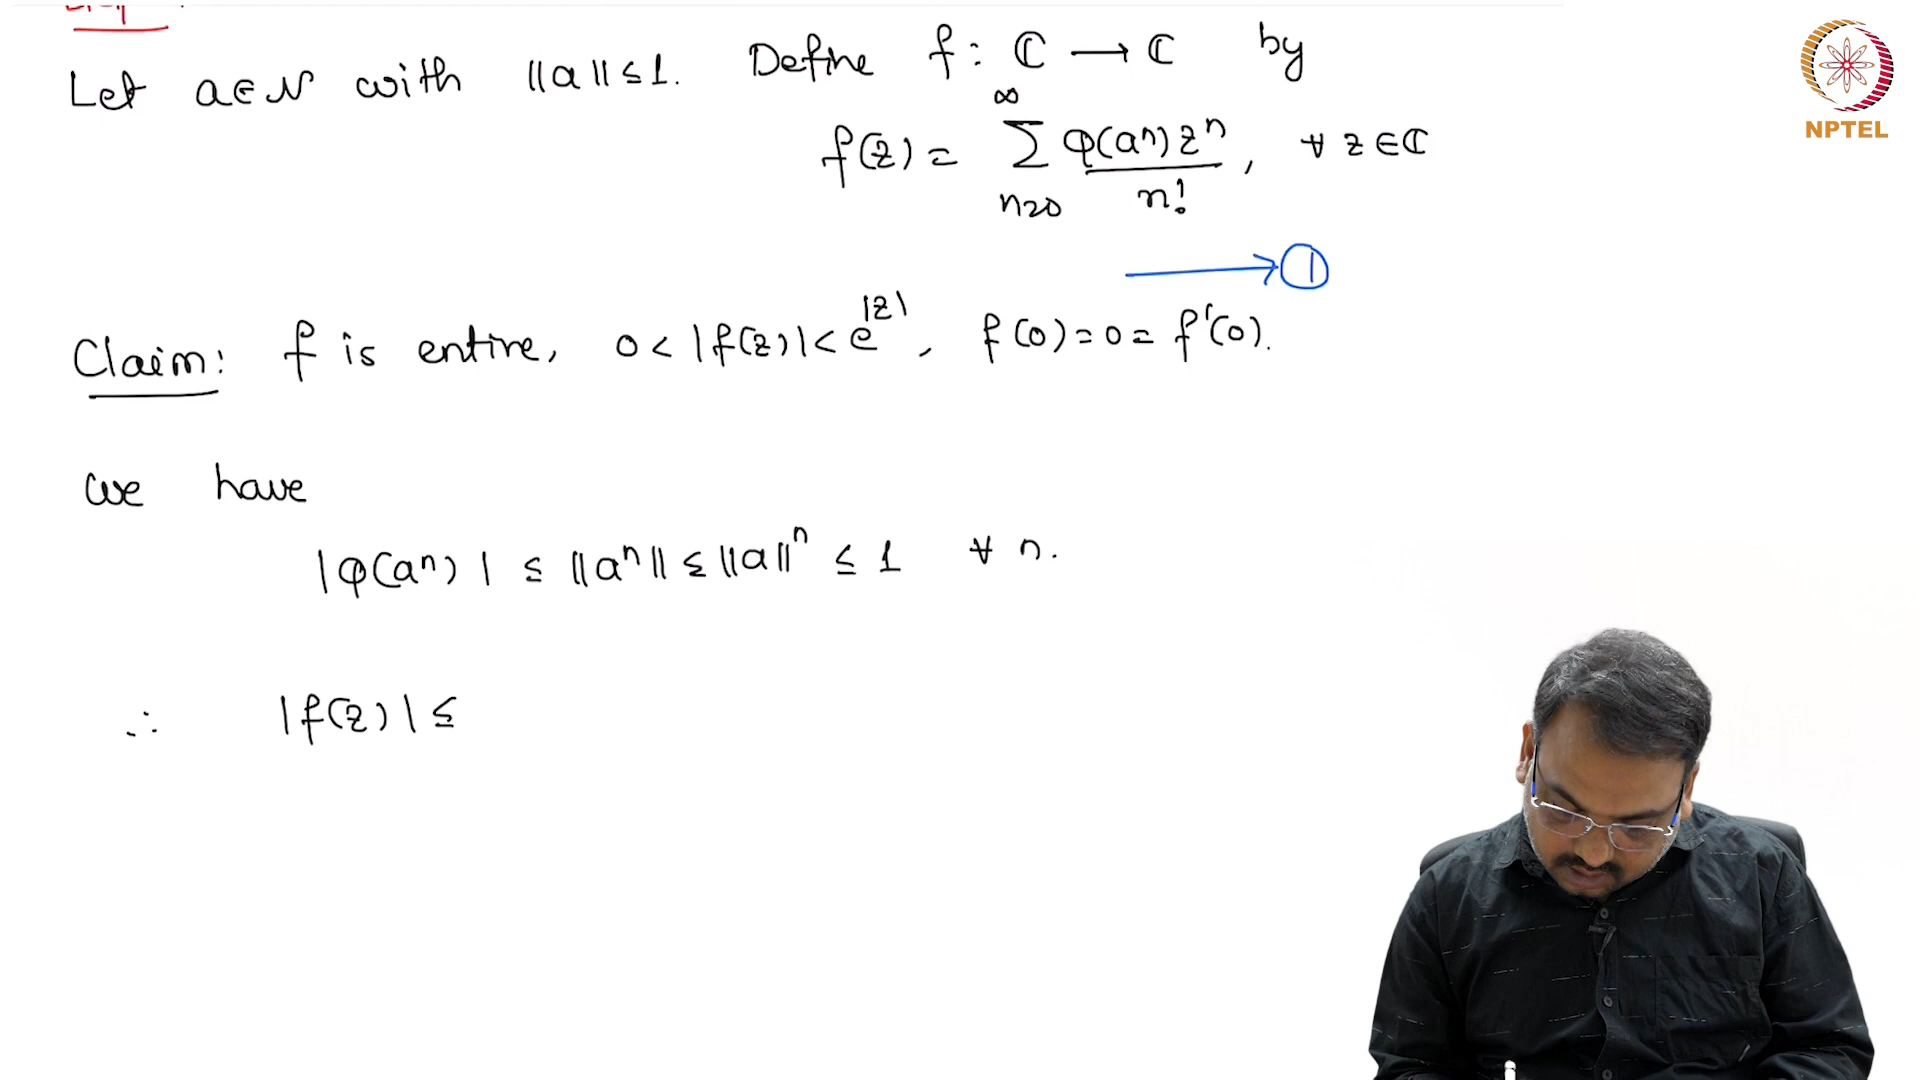 Let a ∈ N with ||a|| ≤ 1. Define f : ℂ → ℂ by
f(z) = ∑_{n≥0}^{∞} φ(aⁿ) zⁿ / n! , ∀ z ∈ ℂ
→ ①
Claim: f is entire, 0 < |f(z)| < e^{|z|}, f(0) = 0 = f'(0).
we have
|φ(aⁿ)| ≤ ||aⁿ|| ≤ ||a||ⁿ ≤ 1 ∀ n.
∴ |f(z)| ≤
NPTEL